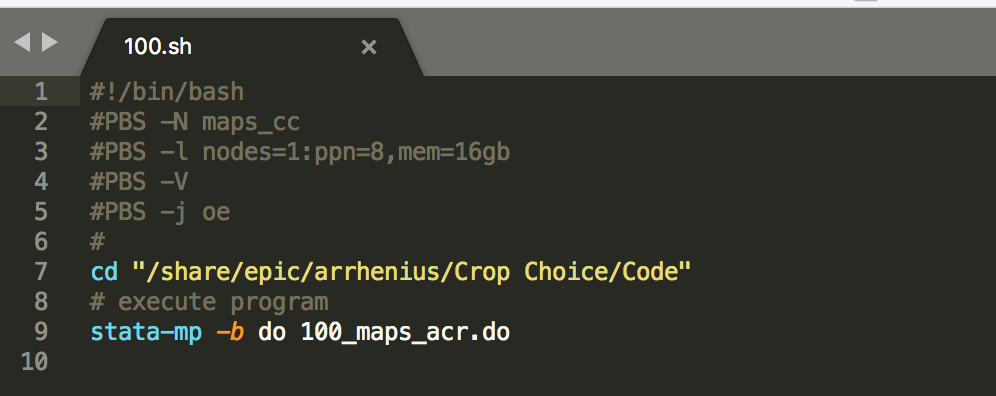 100.sh
1 #!/bin/bash
2 #PBS -N maps_cc
3 #PBS -l nodes=1:ppn=8,mem=16gb
4 #PBS -V
5 #PBS -j oe
6 #
7 cd "/share/epic/arrhenius/Crop Choice/Code"
8 # execute program
9 stata-mp -b do 100_maps_acr.do
10